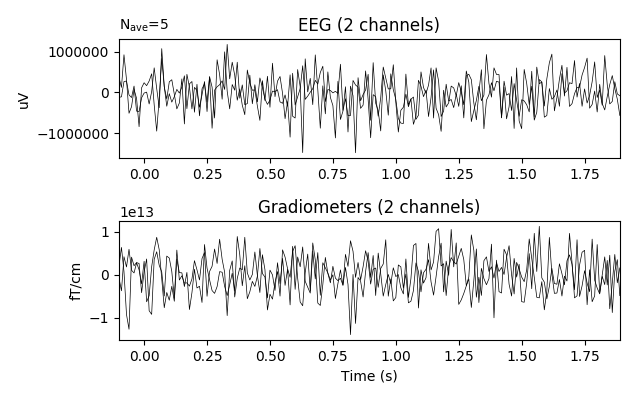 N_ave=5
EEG (2 channels)
1000000
0
−1000000
uV
0.00 0.25 0.50 0.75 1.00 1.25 1.50 1.75
1e13
Gradiometers (2 channels)
1
0
−1
fT/cm
0.00 0.25 0.50 0.75 1.00 1.25 1.50 1.75
Time (s)